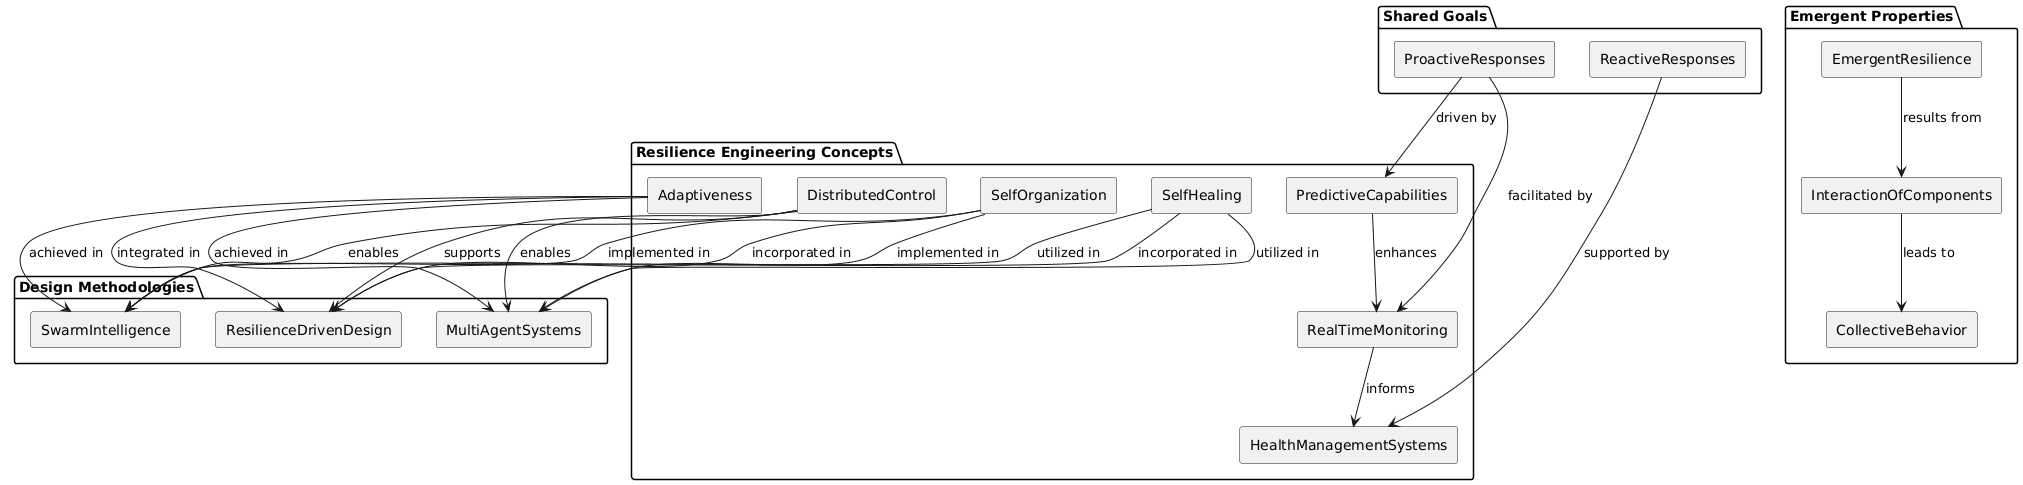 Shared Goals
Emergent Properties
ProactiveResponses
ReactiveResponses
EmergentResilience
driven by
results from
Resilience Engineering Concepts
Adaptiveness
DistributedControl
SelfOrganization
SelfHealing
PredictiveCapabilities
facilitated by
InteractionOfComponents
achieved in
integrated in
achieved in
enables
supports
enables
implemented in
incorporated in
implemented in
utilized in
incorporated in
utilized in
enhances
supported by
leads to
Design Methodologies
SwarmIntelligence
ResilienceDrivenDesign
MultiAgentSystems
RealTimeMonitoring
CollectiveBehavior
informs
HealthManagementSystems